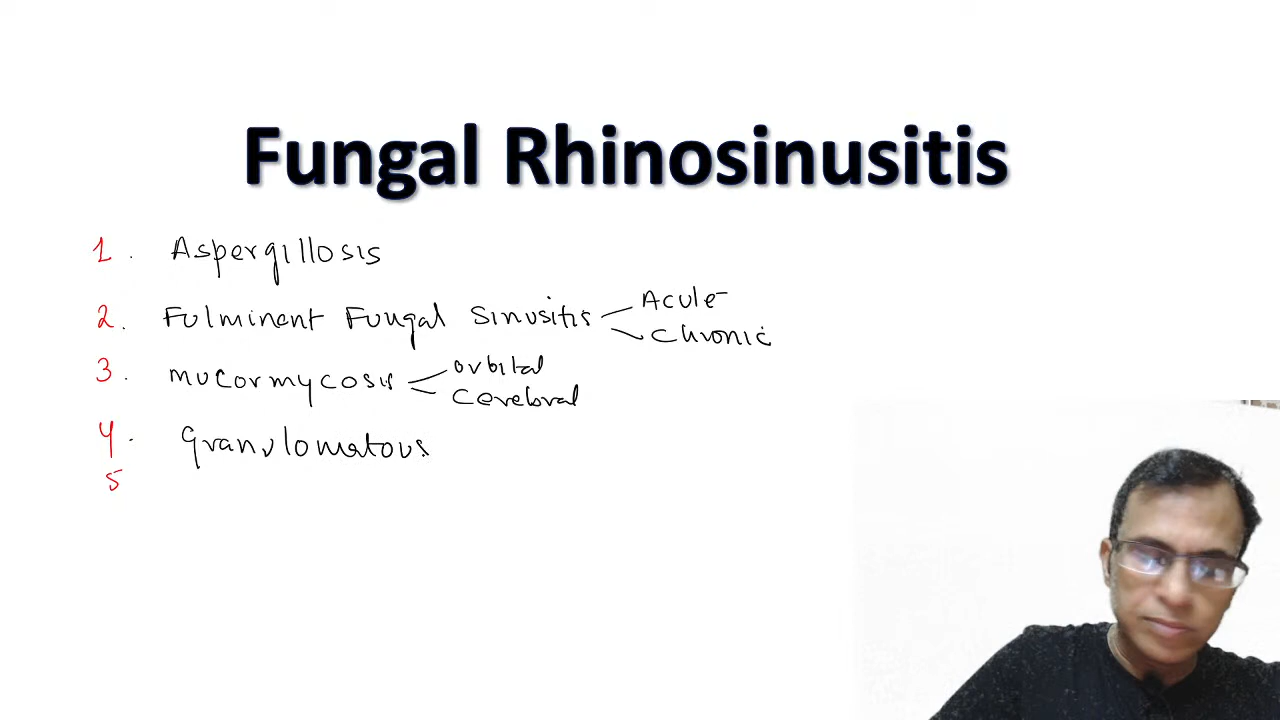 Fungal Rhinosinusitis
1. Aspergillosis
2. Fulminent Fungal Sinusitis
Acute
Chronic
3. mucormycosis
orbital
Cerebral
4. Granulomatous
5